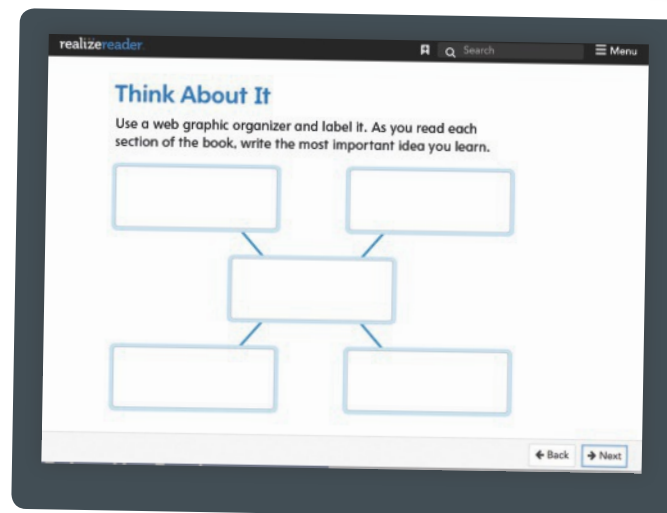 realizereader.
Search
Menu
Think About It
Use a web graphic organizer and label it. As you read each
section of the book, write the most important idea you learn.
Back
Next